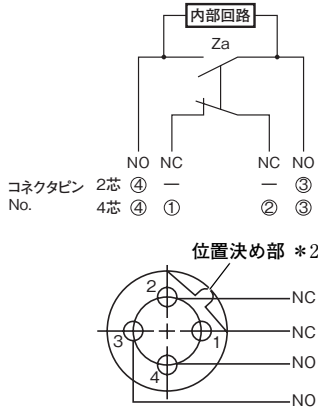 内部回路
Za
NO NC NC NO
コネクタピン 2芯 ④ − − ③
No. 4芯 ④ ① ② ③
位置決め部 *2
2
NC
NC
3 1
4
NO
NO